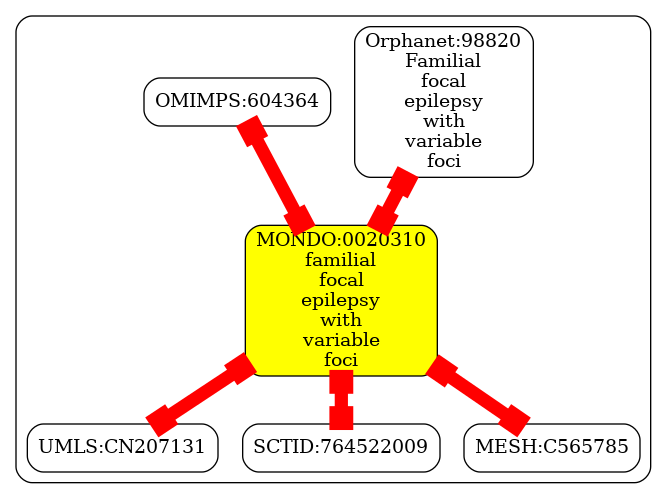 Orphanet:98820
Familial
focal
epilepsy
with
variable
foci
OMIMPS:604364
MONDO:0020310
familial
focal
epilepsy
with
variable
foci
UMLS:CN207131
SCTID:764522009
MESH:C565785